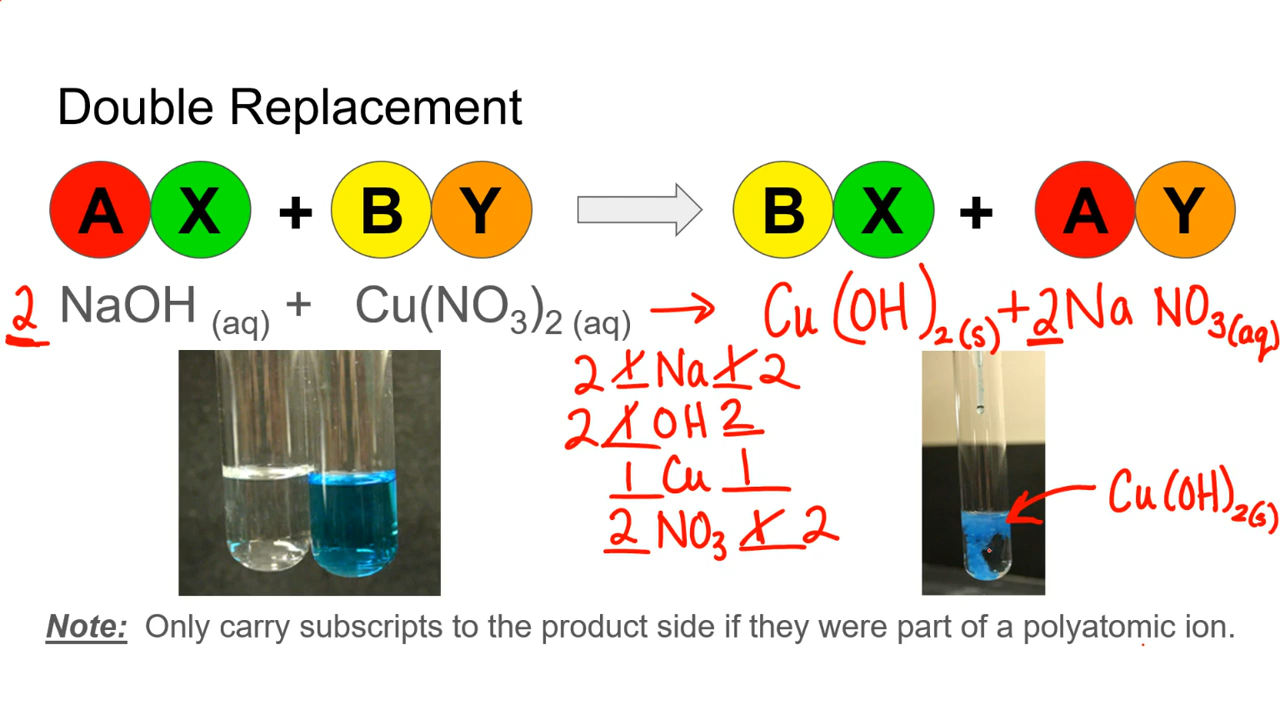 Double Replacement
A X + B Y B X + A Y
2 NaOH (aq) + Cu(NO₃)₂ (aq) → Cu(OH)₂(s) + 2Na NO₃(aq)
2 1 Na 1 2
2 1 OH 2
1 Cu 1
Cu(OH)₂(s)
2 NO₃ 1 2
Note: Only carry subscripts to the product side if they were part of a polyatomic ion.